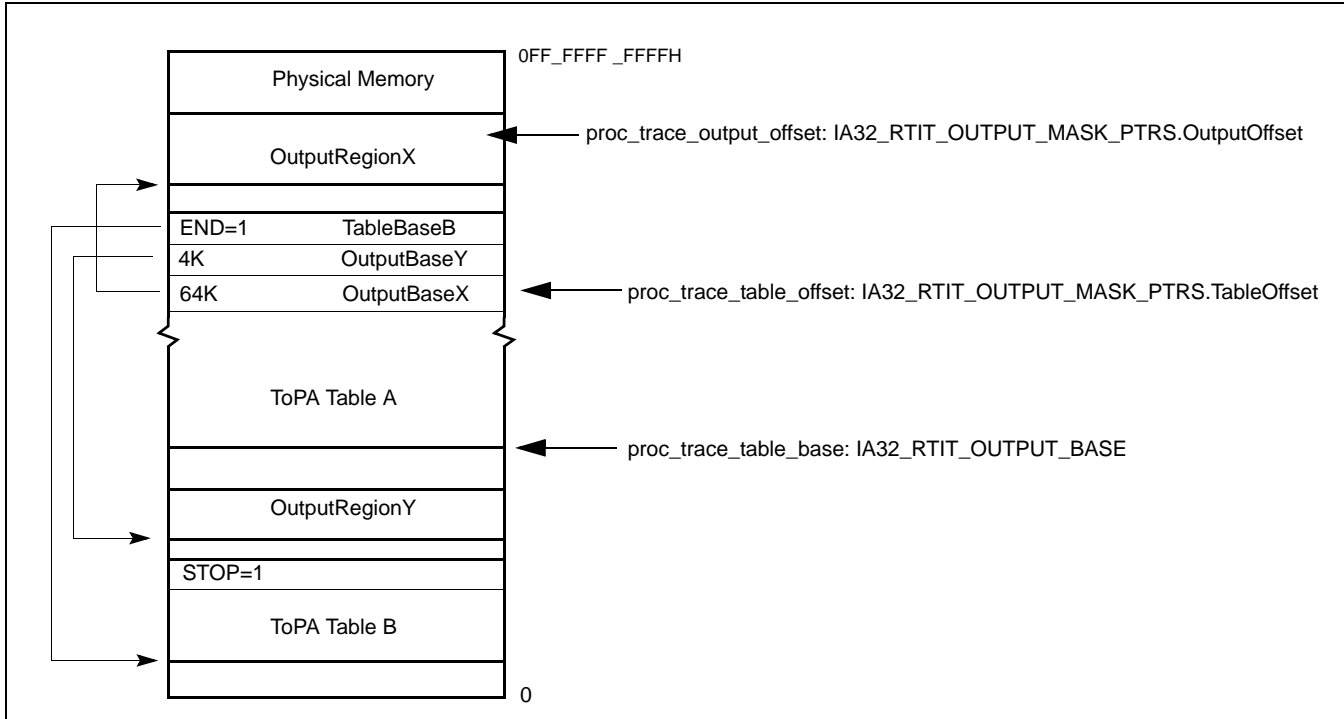 0FF_FFFF _FFFFH
Physical Memory
proc_trace_output_offset: IA32_RTIT_OUTPUT_MASK_PTRS.OutputOffset
OutputRegionX
END=1 TableBaseB
4K OutputBaseY
64K OutputBaseX
proc_trace_table_offset: IA32_RTIT_OUTPUT_MASK_PTRS.TableOffset
ToPA Table A
proc_trace_table_base: IA32_RTIT_OUTPUT_BASE
OutputRegionY
STOP=1
ToPA Table B
0